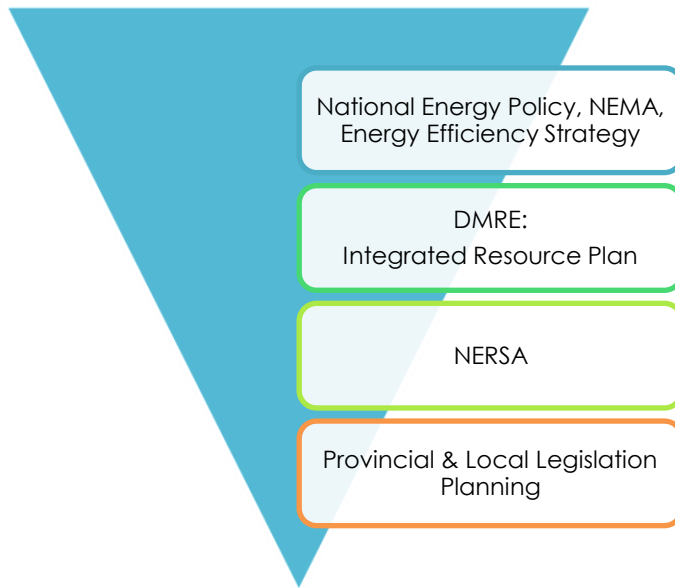 National Energy Policy, NEMA,
Energy Efficiency Strategy
DMRE:
Integrated Resource Plan
NERSA
Provincial & Local Legislation
Planning